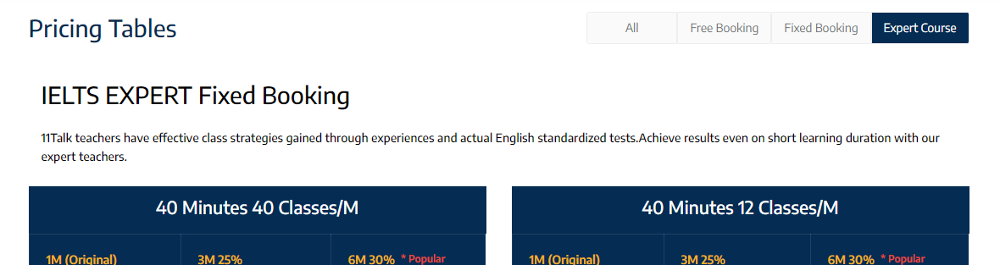 Pricing Tables
All
Free Booking
Fixed Booking
Expert Course
IELTS EXPERT Fixed Booking
11Talk teachers have effective class strategies gained through experiences and actual English standardized tests.Achieve results even on short learning duration with our
expert teachers.
40 Minutes 40 Classes/M
1M (Original)
3M 25%
6M 30% * Popular
40 Minutes 12 Classes/M
1M (Original)
3M 25%
6M 30% * Popular